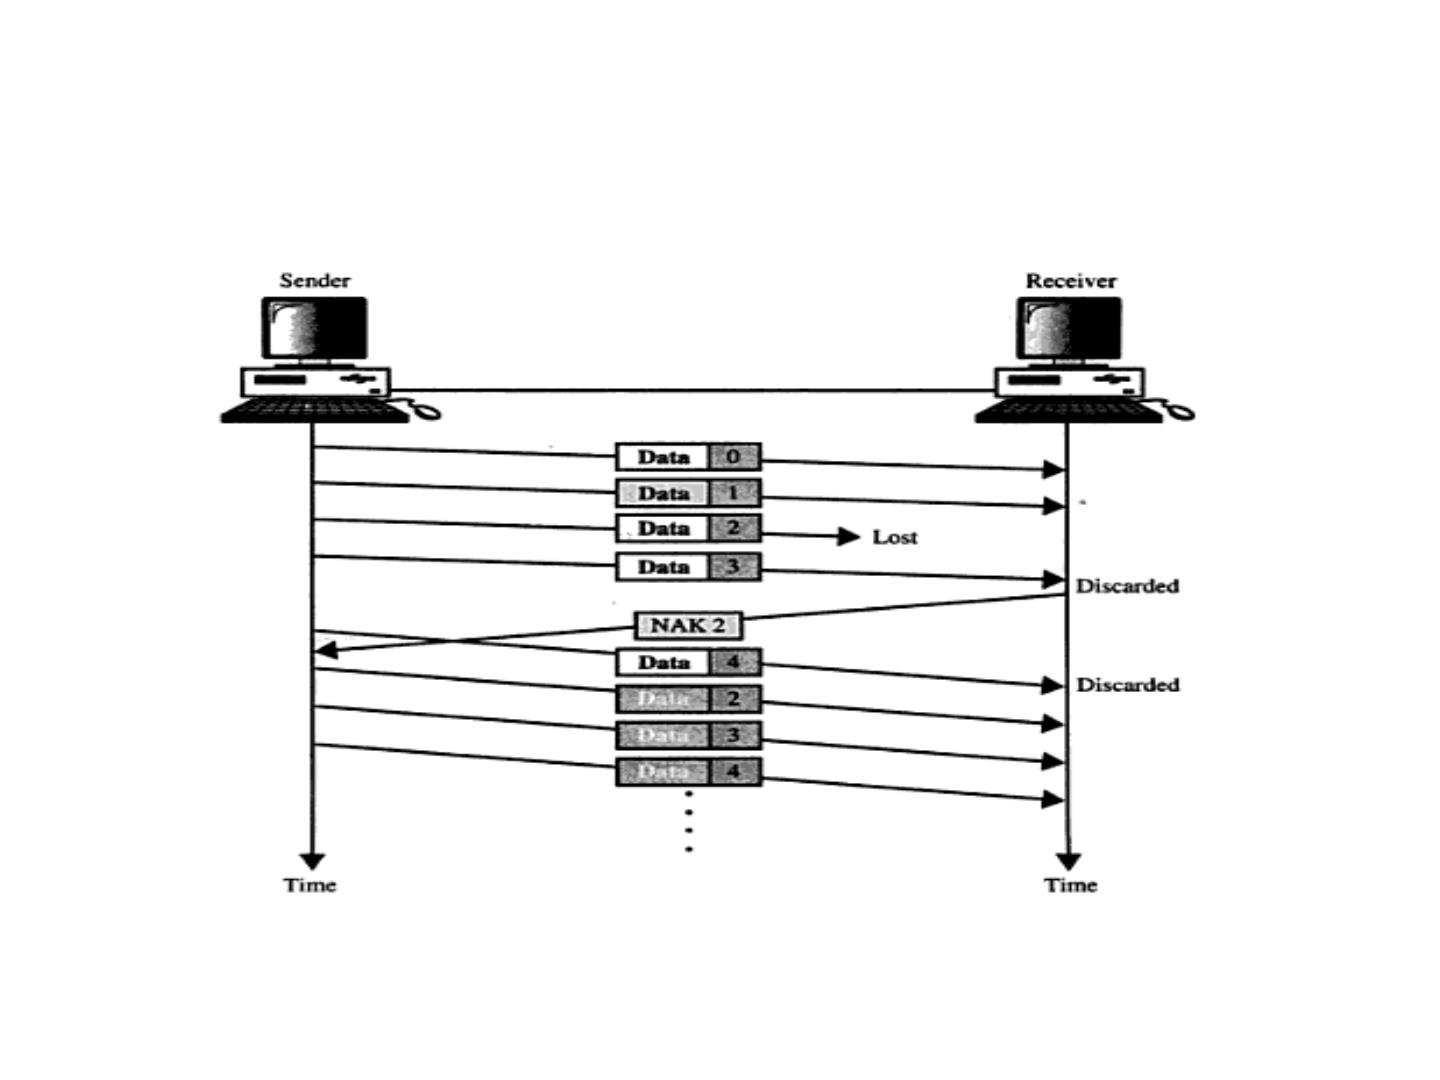 Sender Receiver
Data 0
Data 1
Data 2 Lost
Data 3
Discarded
NAK 2
Data 4 Discarded
Data 2
Data 3
Data 4
Time Time